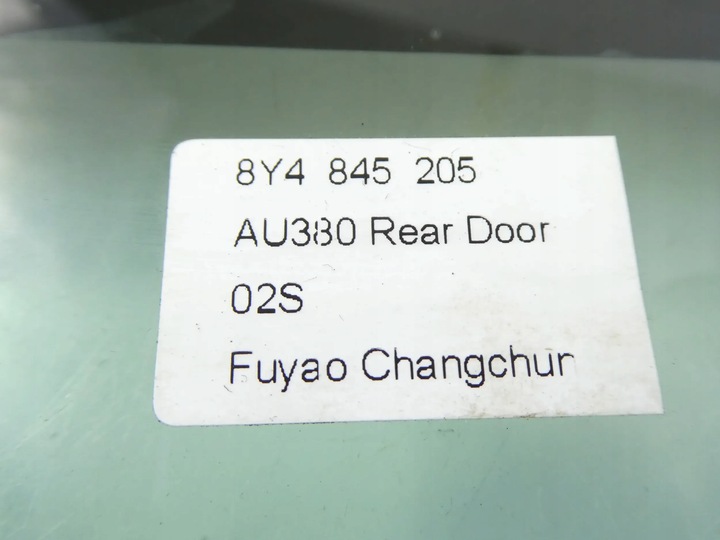 8Y4 845 205
AU380 Rear Door
02S
Fuyao Changchun